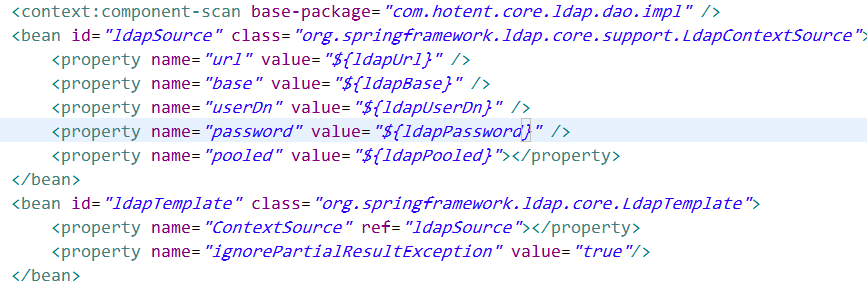 <context:component-scan base-package="com.hotent.core.ldap.dao.impl" />
<bean id="ldapSource" class="org.springframework.ldap.core.support.LdapContextSource">
<property name="url" value="${ldapUrl}" />
<property name="base" value="${ldapBase}" />
<property name="userDn" value="${ldapUserDn}" />
<property name="password" value="${ldapPassword}" />
<property name="pooled" value="${ldapPooled}"></property>
</bean>
<bean id="ldapTemplate" class="org.springframework.ldap.core.LdapTemplate">
<property name="ContextSource" ref="ldapSource"></property>
<property name="ignorePartialResultException" value="true"/>
</bean>